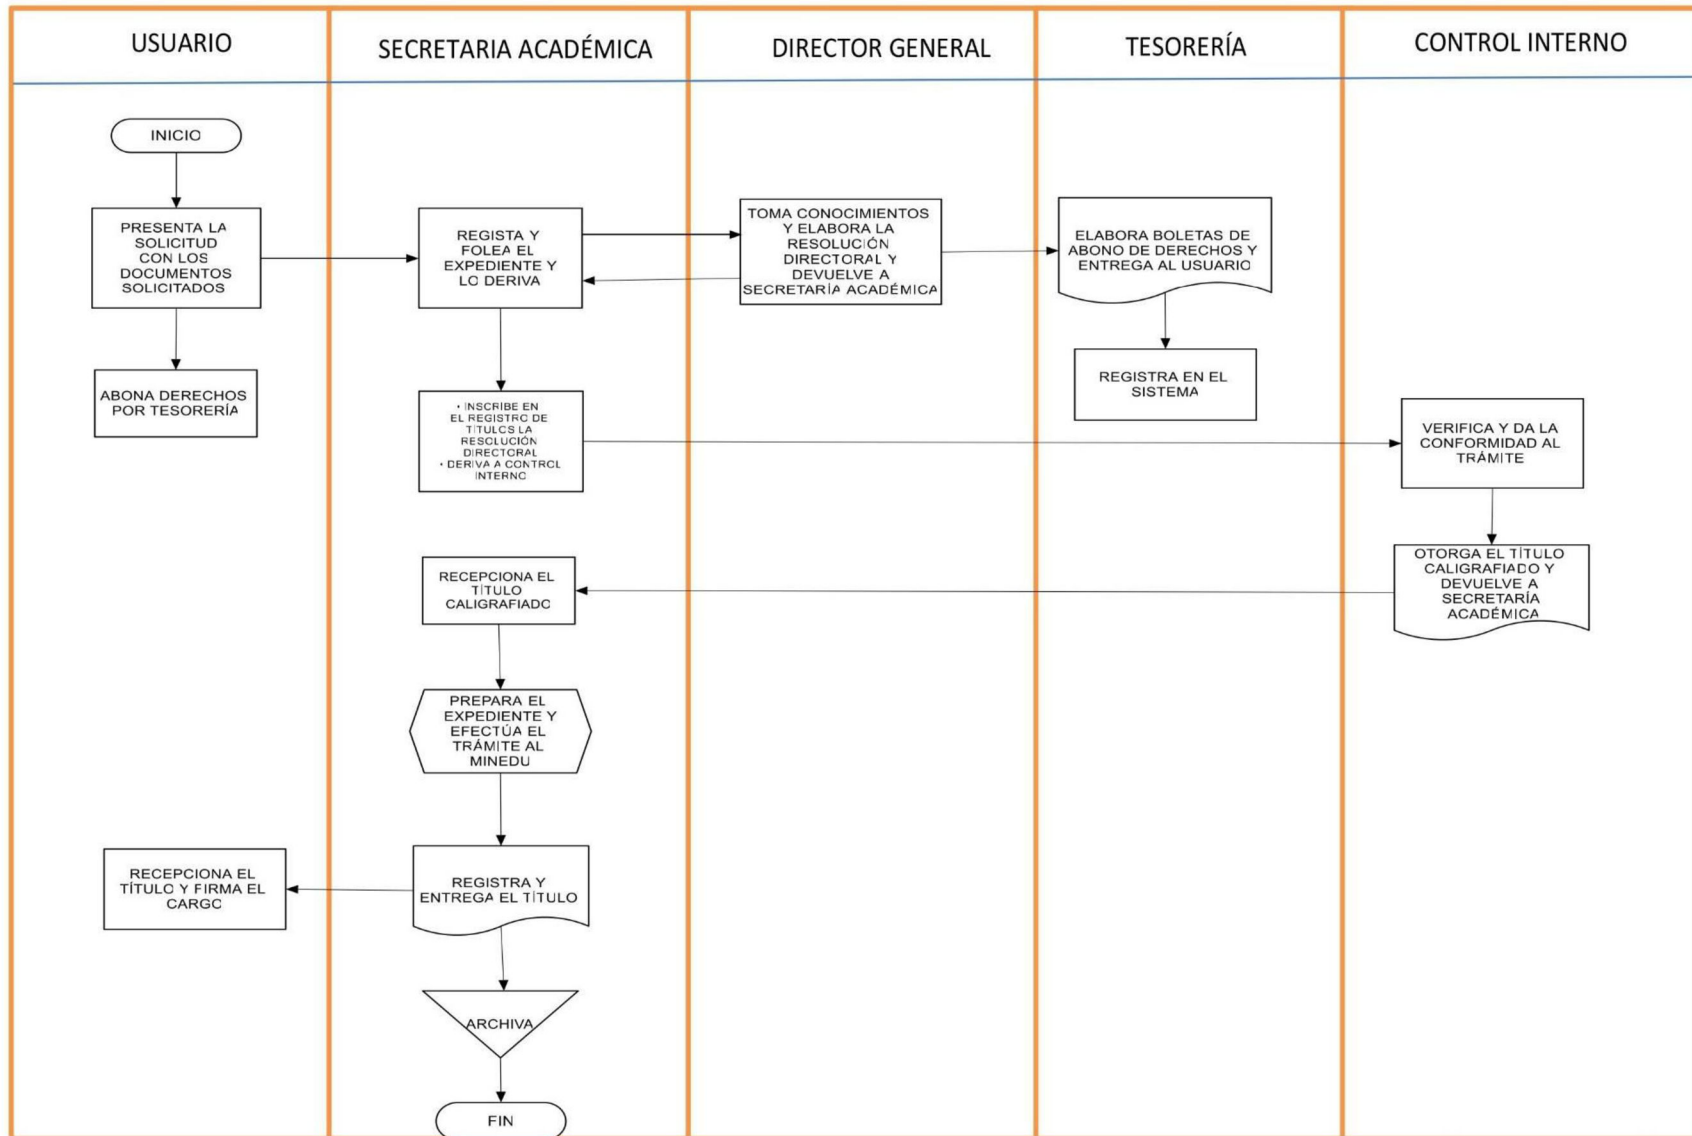 USUARIO
SECRETARIA ACADÉMICA
DIRECTOR GENERAL
TESORERÍA
CONTROL INTERNO
INICIO
PRESENTA LA
SOLICITUD
CON LOS
DOCUMENTOS
SOLICITADOS
REGISTA Y
FOLEA EL
EXPEDIENTE Y
LO DERIVA
TOMA CONOCIMIENTOS
Y ELABORA LA
RESOLUCIÓN
DIRECTORAL Y
DEVUELVE A
SECRETARÍA ACADÉMICA
ELABORA BOLETAS DE
ABONO DE DERECHOS Y
ENTREGA AL USUARIO
ABONA DERECHOS
POR TESORERÍA
• INSCRIBE EN
EL REGISTRO DE
TÍTULOS LA
RESOLUCIÓN
DIRECTORAL
• DERIVA A CONTROL
INTERNO
REGISTRA EN EL
SISTEMA
VERIFICA Y DA LA
CONFORMIDAD AL
TRÁMITE
RECEPCIONA EL
TÍTULO
CALIGRAFIADO
OTORGA EL TÍTULO
CALIGRAFIADO Y
DEVUELVE A
SECRETARÍA
ACADÉMICA
PREPARA EL
EXPEDIENTE Y
EFECTÚA EL
TRÁMITE AL
MINEDU
RECEPCIONA EL
TÍTULO Y FIRMA EL
CARGO
REGISTRA Y
ENTREGA EL TÍTULO
ARCHIVA
FIN